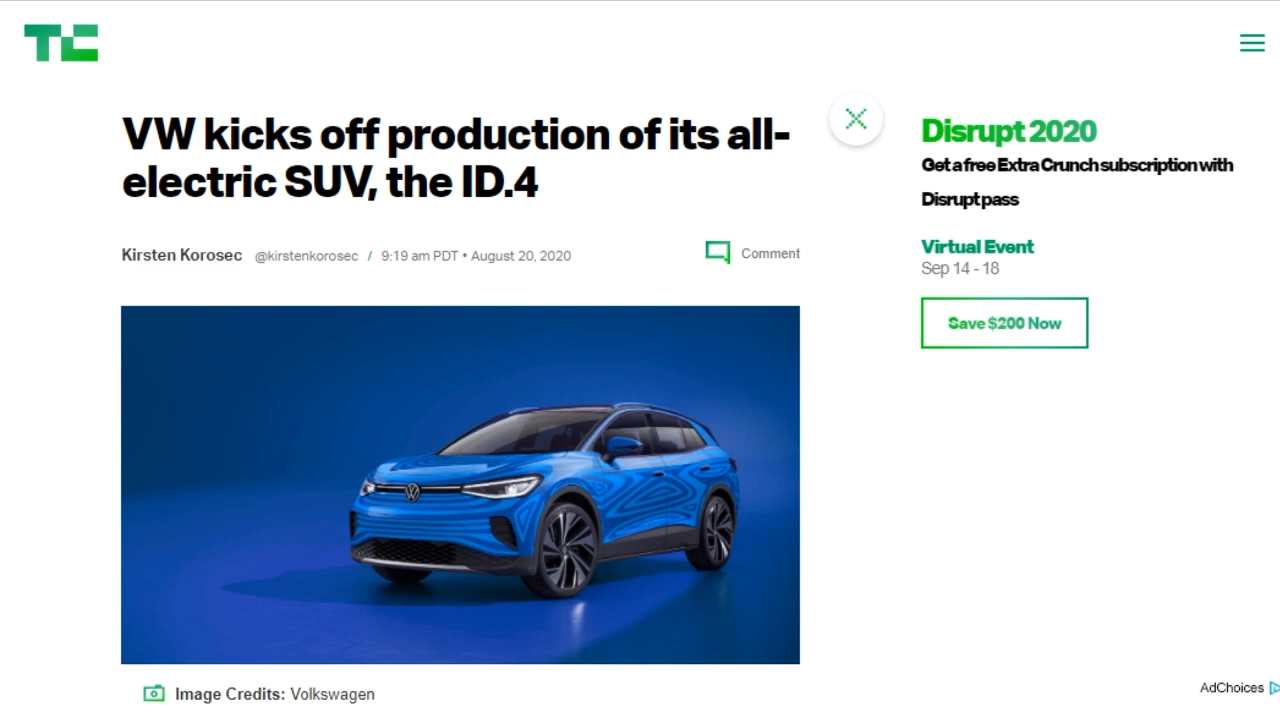 TC
VW kicks off production of its all-
electric SUV, the ID.4
Kirsten Korosec @kirstenkorosec / 9:19 am PDT • August 20, 2020
Comment
Image Credits: Volkswagen
Disrupt 2020
Get a free Extra Crunch subscription with
Disrupt pass
Virtual Event
Sep 14 - 18
Save $200 Now
AdChoices